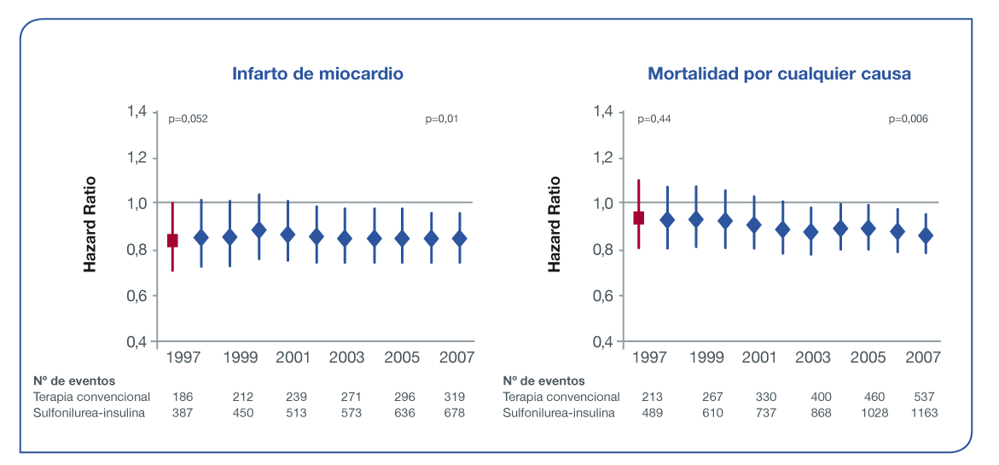 Infarto de miocardio
1,4
p=0,052 p=0,01
1,2
1,0
0,8
0,6
0,4
Hazard Ratio
1997 1999 2001 2003 2005 2007
Nº de eventos
Terapia convencional 186 212 239 271 296 319
Sulfonilurea-insulina 387 450 513 573 636 678
Mortalidad por cualquier causa
1,4
p=0,44 p=0,006
1,2
1,0
0,8
0,6
0,4
Hazard Ratio
1997 1999 2001 2003 2005 2007
Nº de eventos
Terapia convencional 213 267 330 400 460 537
Sulfonilurea-insulina 489 610 737 868 1028 1163